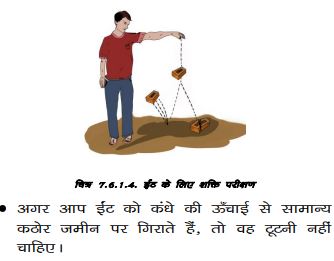 चित्र 7.6.1.4. ईंट के लिए शक्ति परीक्षण
• अगर आप ईंट को कंधे की ऊँचाई से सामान्य
कठोर जमीन पर गिराते हैं, तो वह टूटनी नहीं
चाहिए।